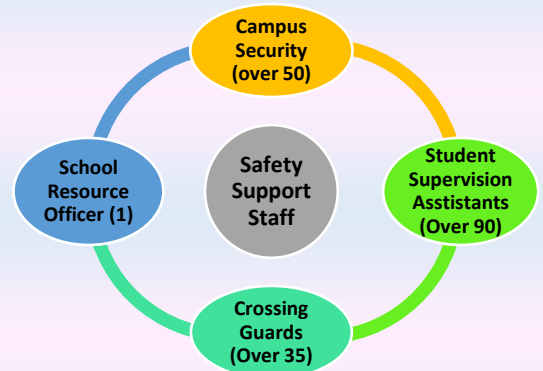 Campus
Security
(over 50)
School
Resource
Officer (1)
Safety
Support
Staff
Student
Supervision
Asstistants
(Over 90)
Crossing
Guards
(Over 35)